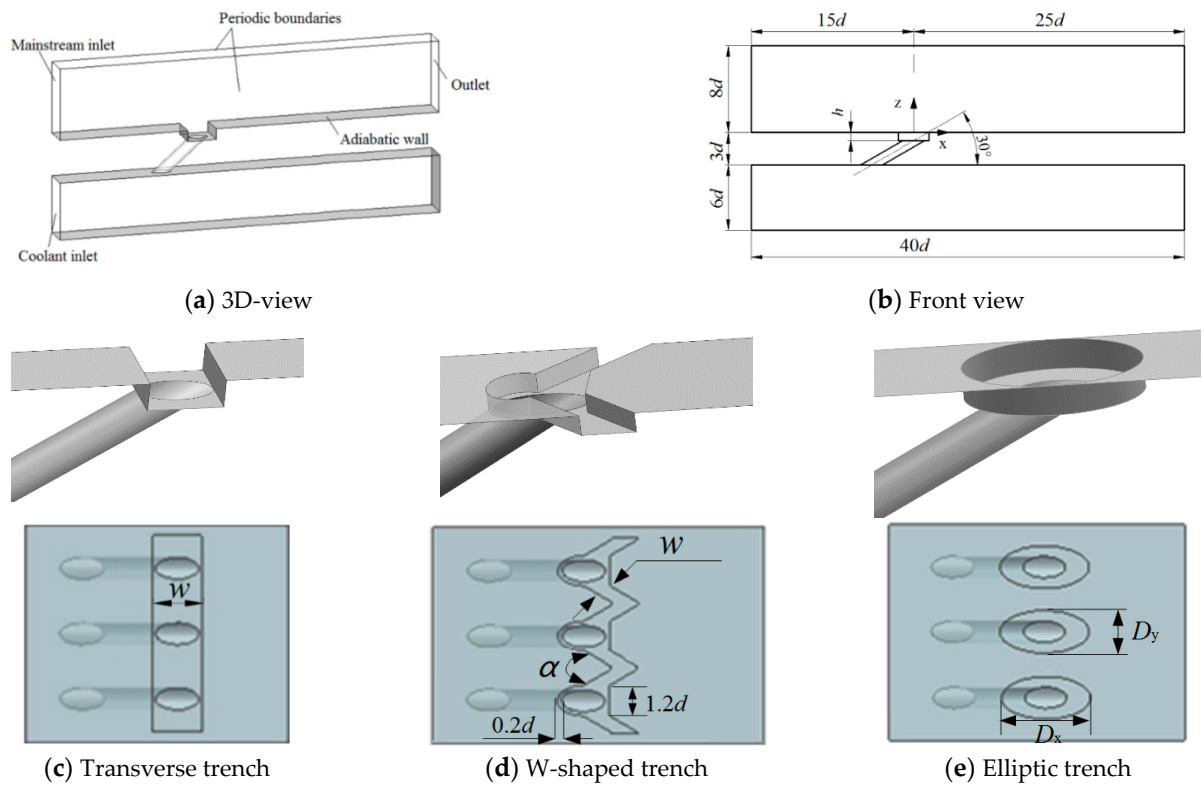 Periodic boundaries
Mainstream inlet
Outlet
Adiabatic wall
Coolant inlet
(a) 3D-view
15d
25d
8d
h
z
x
3d
30°
6d
40d
(b) Front view
w
(c) Transverse trench
w
α
1.2d
0.2d
(d) W-shaped trench
Dy
Dx
(e) Elliptic trench